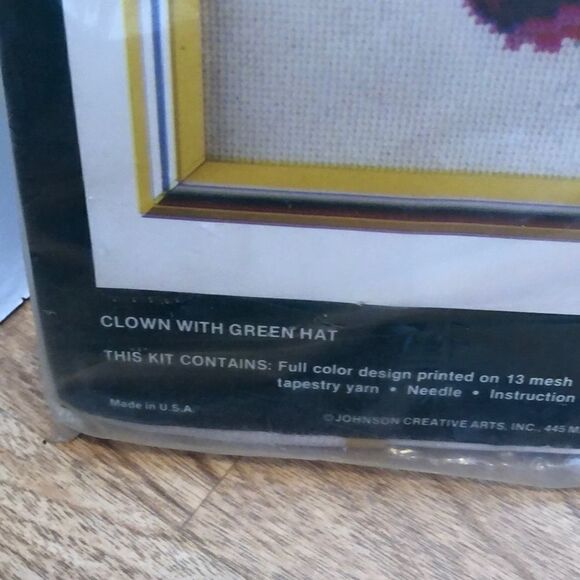 CLOWN WITH GREEN HAT
THIS KIT CONTAINS: Full color design printed on 13 mesh
tapestry yarn • Needle • Instruction
Made in U.S.A.
© JOHNSON CREATIVE ARTS, INC., 445 M